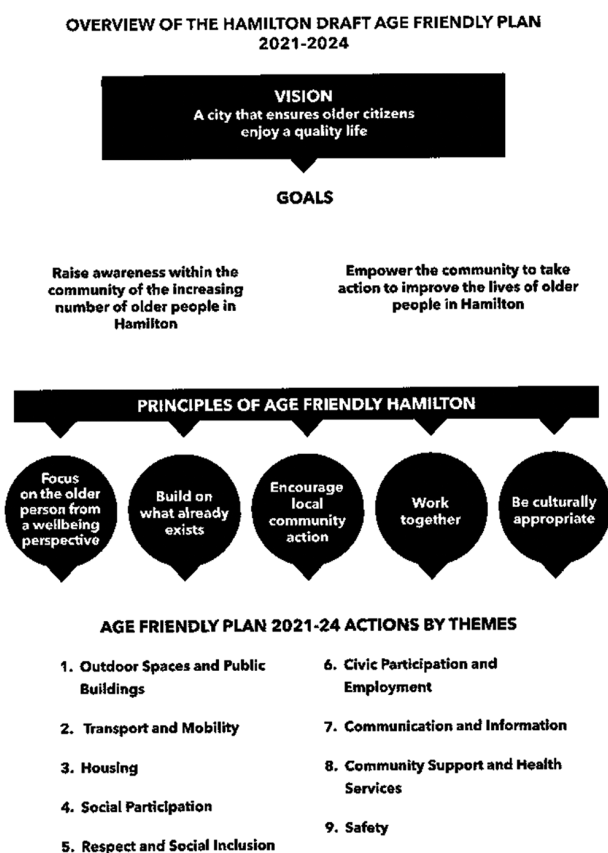 OVERVIEW OF THE HAMILTON DRAFT AGE FRIENDLY PLAN
2021-2024
VISION
A city that ensures older citizens
enjoy a quality life
GOALS
Raise awareness within the
community of the increasing
number of older people in
Hamilton
Empower the community to take
action to improve the lives of older
people in Hamilton
PRINCIPLES OF AGE FRIENDLY HAMILTON
Focus
on the older
person from
a wellbeing
perspective
Build on
what already
exists
Encourage
local
community
action
Work
together
Be culturally
appropriate
AGE FRIENDLY PLAN 2021-24 ACTIONS BY THEMES
1. Outdoor Spaces and Public
Buildings
2. Transport and Mobility
3. Housing
4. Social Participation
5. Respect and Social Inclusion
6. Civic Participation and
Employment
7. Communication and Information
8. Community Support and Health
Services
9. Safety